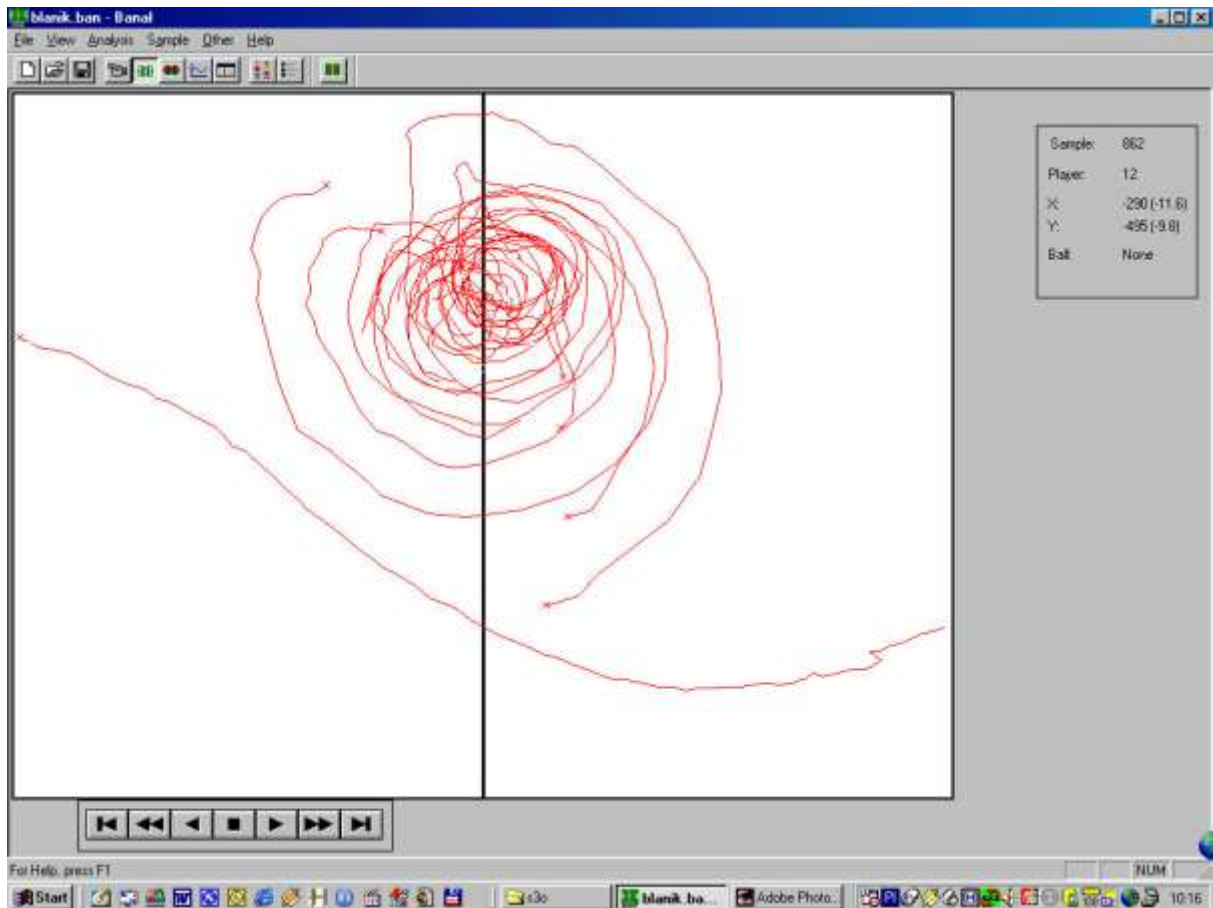 blanik.ban - Banal
File View Analysis Sample Other Help
Sample: 862
Player: 12
X: -290 (-11.6)
Y: -495 (-9.8)
Ball: None
For Help, press F1
NUM
Start
s3o
blanik.ba...
Adobe Photo...
10:16